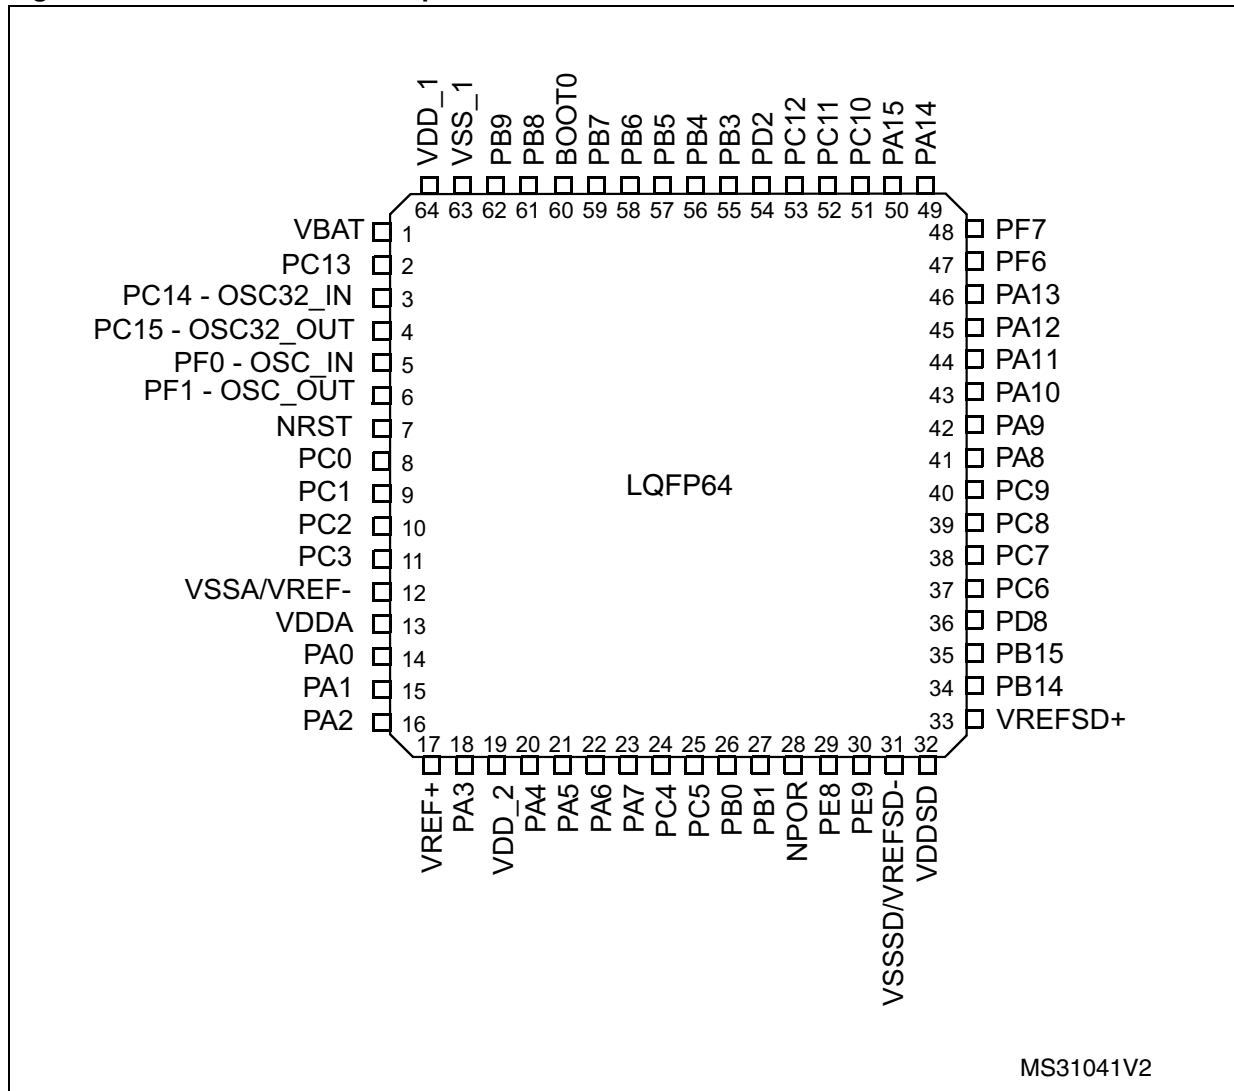 VDD_1
VSS_1
PB9
PB8
BOOT0
PB7
PB6
PB5
PB4
PB3
PD2
PC12
PC11
PC10
PA15
PA14
64 63 62 61 60 59 58 57 56 55 54 53 52 51 50 49
VBAT 1
PC13 2
PC14 - OSC32_IN 3
PC15 - OSC32_OUT 4
PF0 - OSC_IN 5
PF1 - OSC_OUT 6
NRST 7
PC0 8
PC1 9
PC2 10
PC3 11
VSSA/VREF- 12
VDDA 13
PA0 14
PA1 15
PA2 16
LQFP64
48 PF7
47 PF6
46 PA13
45 PA12
44 PA11
43 PA10
42 PA9
41 PA8
40 PC9
39 PC8
38 PC7
37 PC6
36 PD8
35 PB15
34 PB14
33 VREFSD+
17 18 19 20 21 22 23 24 25 26 27 28 29 30 31 32
VREF+
PA3
VDD_2
PA4
PA5
PA6
PA7
PC4
PC5
PB0
PB1
NPOR
PE8
PE9
VSSSD/VREFSD-
VDDSD
MS31041V2